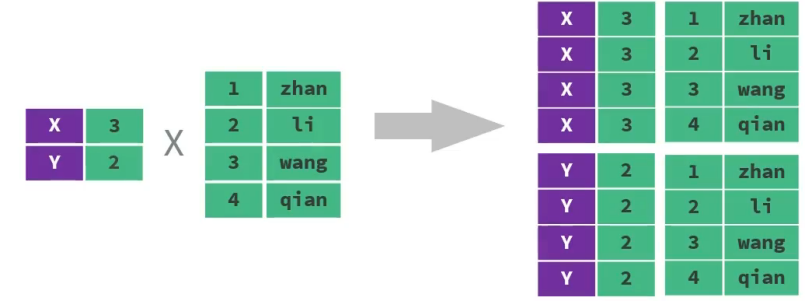 X 3
Y 2
X
1 zhan
2 li
3 wang
4 qian
X 3 1 zhan
X 3 2 li
X 3 3 wang
X 3 4 qian
Y 2 1 zhan
Y 2 2 li
Y 2 3 wang
Y 2 4 qian